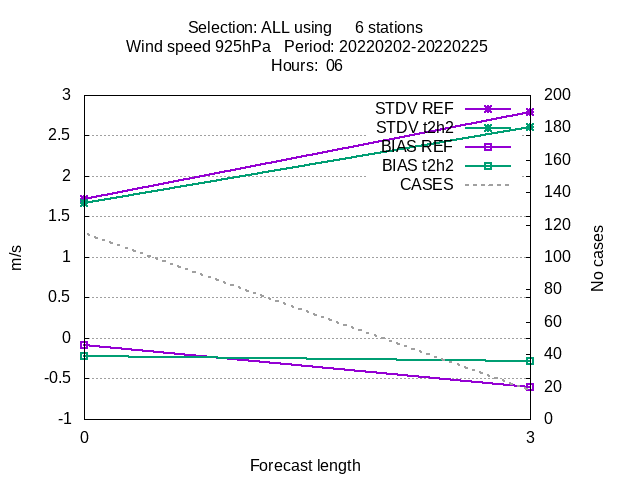 Selection: ALL using 6 stations
Wind speed 925hPa Period: 20220202-20220225
Hours: 06
3
2.5
2
1.5
1
0.5
0
-0.5
-1
200
180
160
140
120
100
80
60
40
20
0
STDV REF
STDV t2h2
BIAS REF
BIAS t2h2
CASES
m/s
No cases
0
3
Forecast length